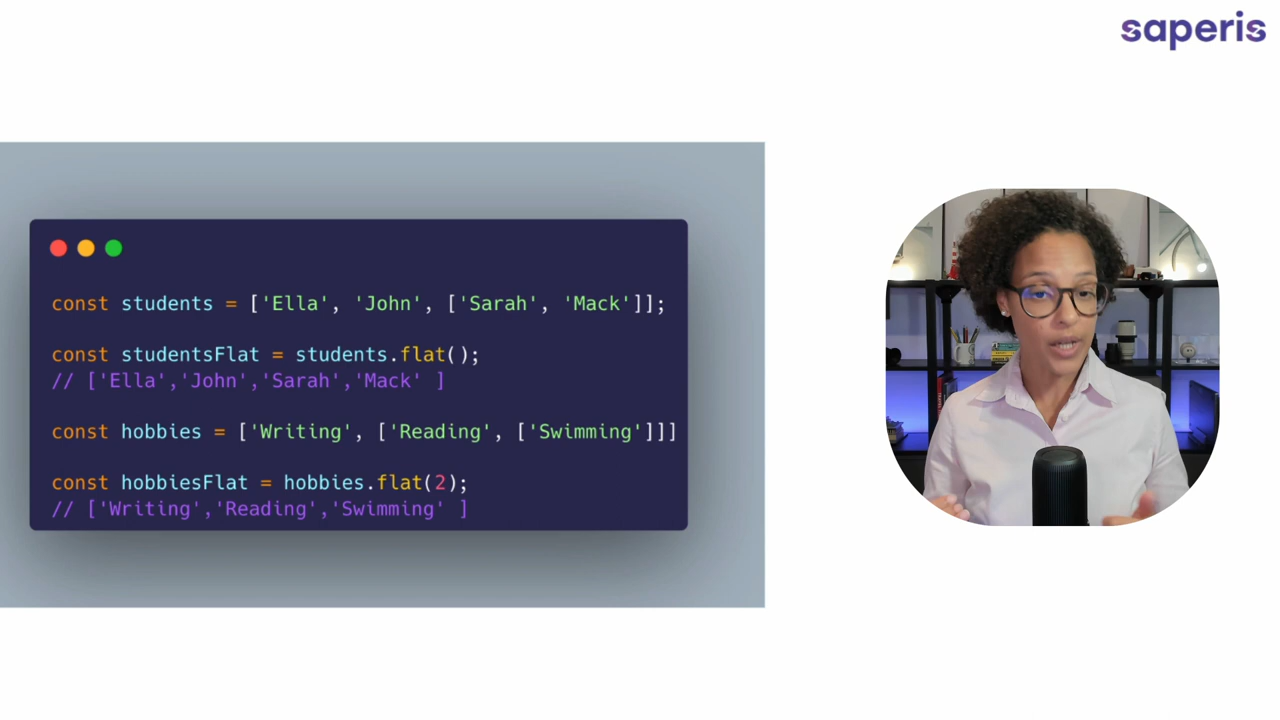 saperis
const students = ['Ella', 'John', ['Sarah', 'Mack']];
const studentsFlat = students.flat();
// ['Ella','John','Sarah','Mack' ]
const hobbies = ['Writing', ['Reading', ['Swimming']]]
const hobbiesFlat = hobbies.flat(2);
// ['Writing','Reading','Swimming' ]